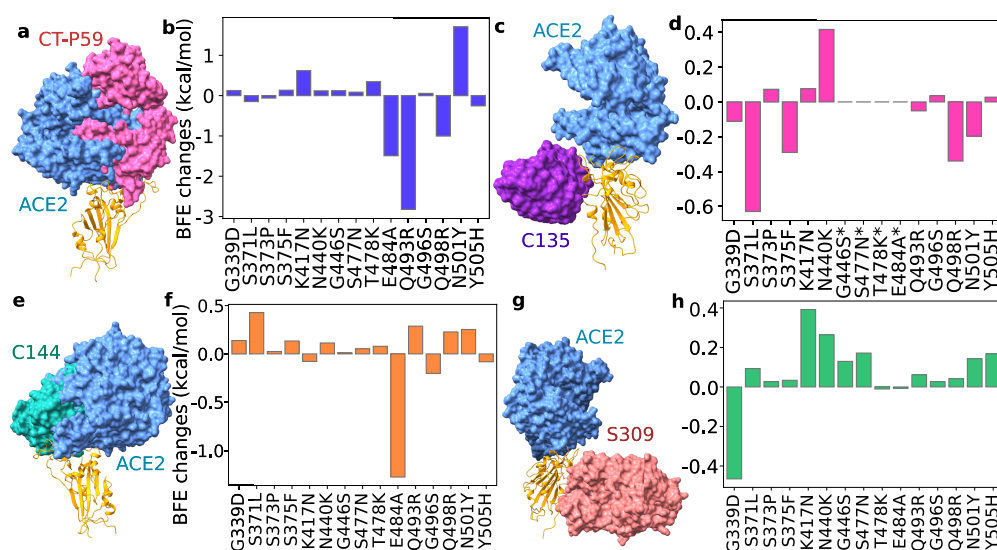 a
CT-P59
ACE2
b
BFE changes (kcal/mol)
1
0
-1
-2
-3
G339D
S371L
S373P
S375F
K417N
N440K
G446S
S477N
T478K
E484A
Q493R
G496S
Q498R
N501Y
Y505H
c
ACE2
C135
d
0.4
0.2
0.0
-0.2
-0.4
-0.6
G339D
S371L
S373P
S375F
K417N
N440K
G446S*
S477N*
T478K*
E484A*
Q493R
G496S
Q498R
N501Y
Y505H
e
C144
ACE2
f
BFE changes (kcal/mol)
0.5
0.0
-0.5
-1.0
G339D
S371L
S373P
S375F
K417N
N440K
G446S
S477N
T478K
E484A
Q493R
G496S
Q498R
N501Y
Y505H
g
ACE2
S309
h
0.4
0.2
0.0
-0.2
-0.4
G339D
S371L
S373P
S375F
K417N
N440K
G446S
S477N
T478K
E484A
Q493R
G496S
Q498R
N501Y
Y505H